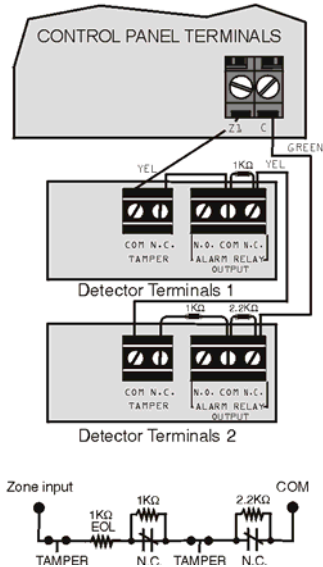 CONTROL PANEL TERMINALS
Z1 C
GREEN
YEL 1KΩ YEL
COM N.C. N.O. COM N.C.
TAMPER ALARM RELAY
OUTPUT
Detector Terminals 1
1KΩ 2.2KΩ
COM N.C. N.O. COM N.C.
TAMPER ALARM RELAY
OUTPUT
Detector Terminals 2
Zone input COM
1KΩ 2.2KΩ
1KΩ
EOL
TAMPER N.C. TAMPER N.C.